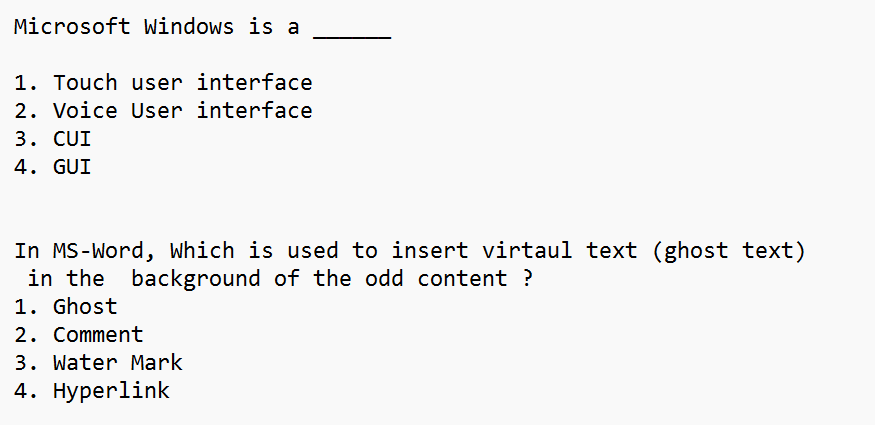 Microsoft Windows is a ______
1. Touch user interface
2. Voice User interface
3. CUI
4. GUI
In MS-Word, Which is used to insert virtaul text (ghost text)
in the background of the odd content ?
1. Ghost
2. Comment
3. Water Mark
4. Hyperlink